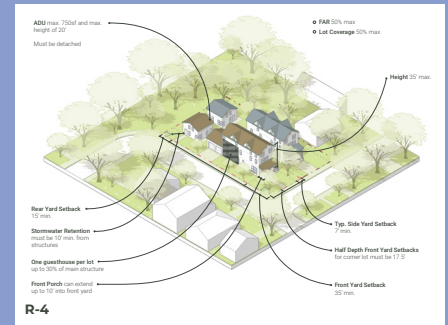 ADU max. 750sf and max.
height of 20'
Must be detached
FAR 50% max
Lot Coverage 50% max
Height 35' max.
Rear Yard Setback
15' min.
Stormwater Retention
must be 10' min. from
structures
One guesthouse per lot
up to 30% of main structure
Front Porch can extend
up to 10' into front yard
Typ. Side Yard Setback
7' min.
Half Depth Front Yard Setbacks
for corner lot must be 17.5'
Front Yard Setback
35' min.
R-4